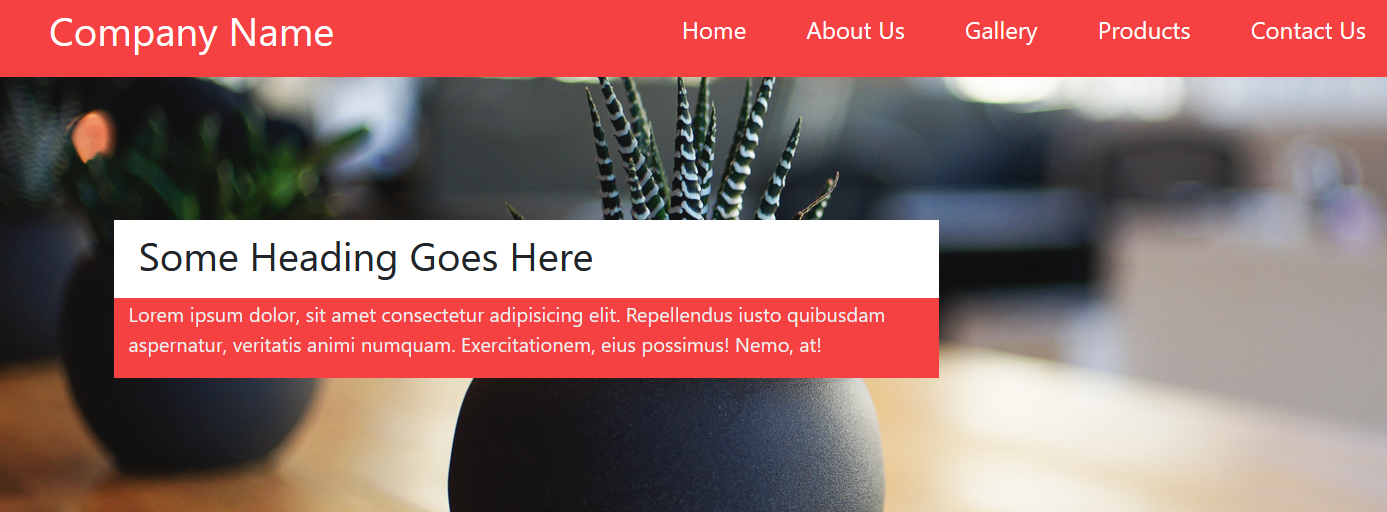 Company Name
Home About Us Gallery Products Contact Us
Some Heading Goes Here
Lorem ipsum dolor, sit amet consectetur adipisicing elit. Repellendus iusto quibusdam
aspernatur, veritatis animi numquam. Exercitationem, eius possimus! Nemo, at!